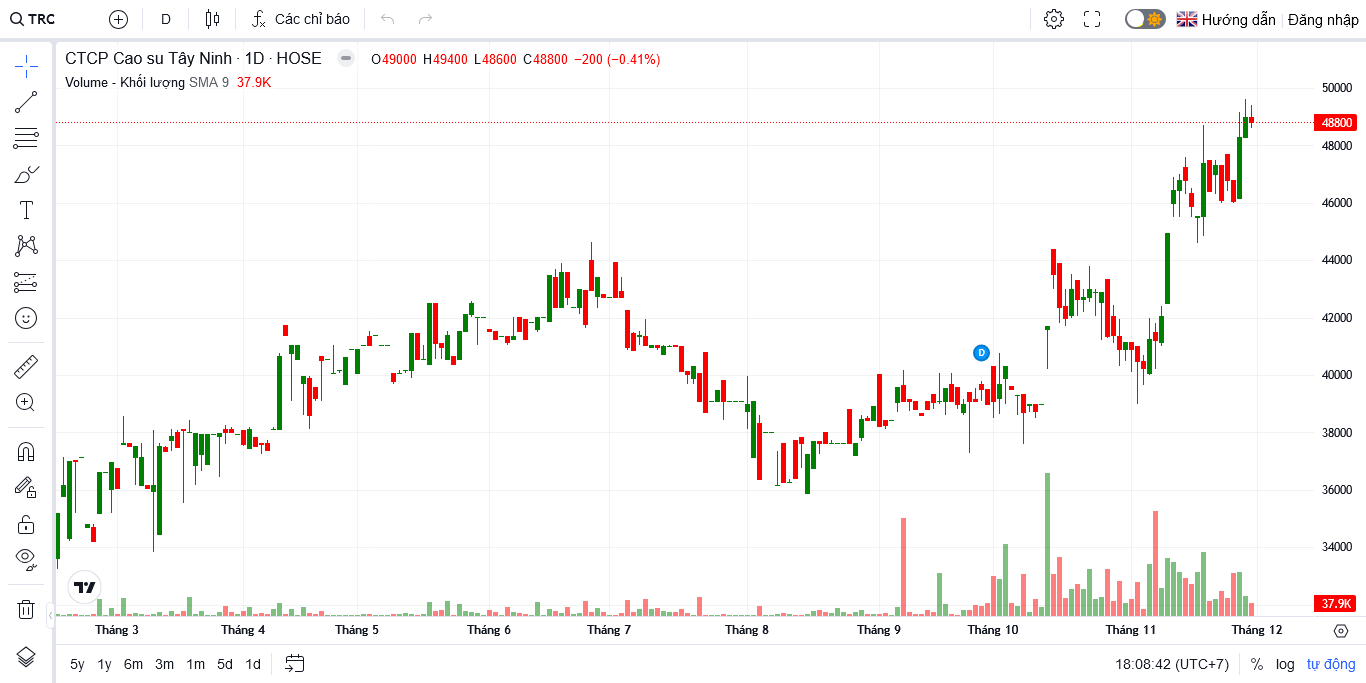 TRC D Các chỉ báo Hướng dẫn Đăng nhập
CTCP Cao su Tây Ninh · 1D · HOSE O49000 H49400 L48600 C48800 −200 (−0.41%)
Volume - Khối lượng SMA 9 37.9K
50000
48800
48000
46000
44000
42000
40000
38000
36000
34000
37.9K
D
T
Tháng 3 Tháng 4 Tháng 5 Tháng 6 Tháng 7 Tháng 8 Tháng 9 Tháng 10 Tháng 11 Tháng 12
5y 1y 6m 3m 1m 5d 1d 18:08:42 (UTC+7) % log tự động